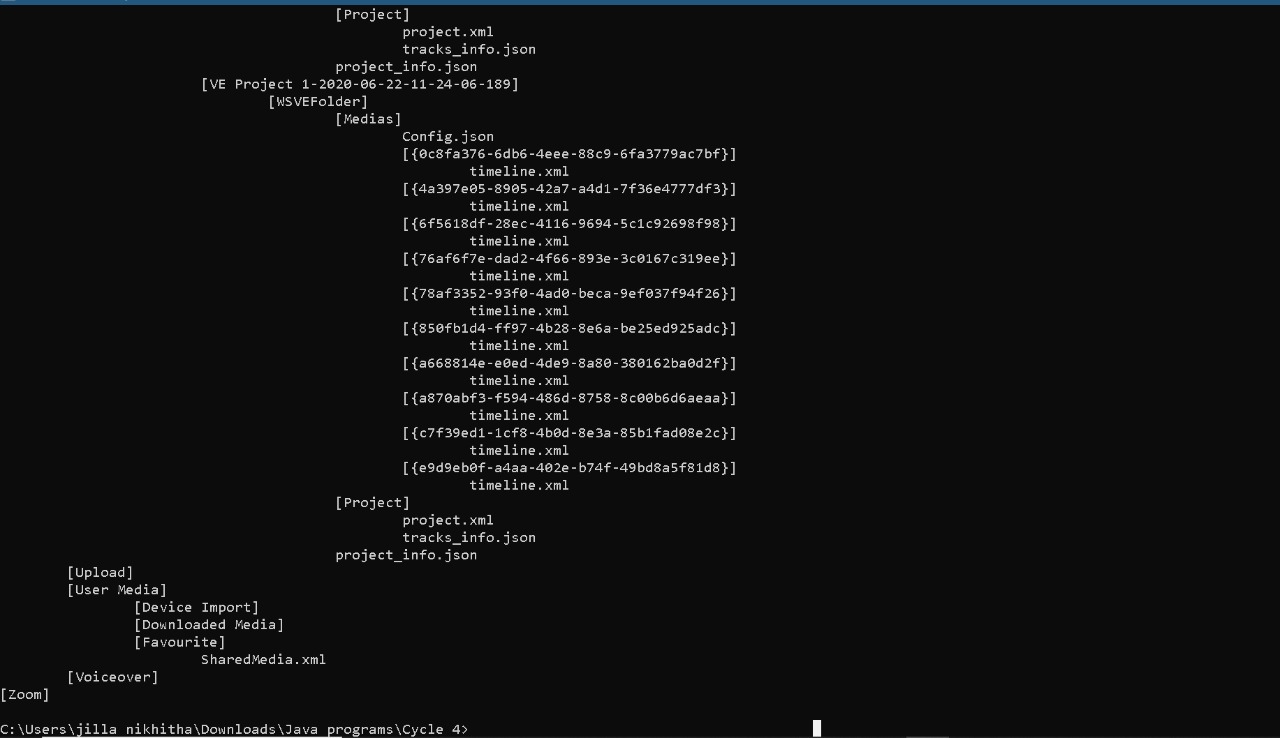 [Project]
project.xml
tracks_info.json
project_info.json
[VE Project 1-2020-06-22-11-24-06-189]
[WSVEFolder]
[Medias]
Config.json
[{0c8fa376-6db6-4eee-88c9-6fa3779ac7bf}]
timeline.xml
[{4a397e05-8905-42a7-a4d1-7f36e4777df3}]
timeline.xml
[{6f5618df-28ec-4116-9694-5c1c92698f98}]
timeline.xml
[{76af6f7e-dad2-4f66-893e-3c0167c319ee}]
timeline.xml
[{78af3352-93f0-4ad0-beca-9ef037f94f26}]
timeline.xml
[{850fb1d4-ff97-4b28-8e6a-be25ed925adc}]
timeline.xml
[{a668814e-e0ed-4de9-8a80-380162ba0d2f}]
timeline.xml
[{a870abf3-f594-486d-8758-8c00b6d6aeaa}]
timeline.xml
[{c7f39ed1-1cf8-4b0d-8e3a-85b1fad08e2c}]
timeline.xml
[{e9d9eb0f-a4aa-402e-b74f-49bd8a5f81d8}]
timeline.xml
[Project]
project.xml
tracks_info.json
project_info.json
[Upload]
[User Media]
[Device Import]
[Downloaded Media]
[Favourite]
SharedMedia.xml
[Voiceover]
[Zoom]
C:\Users\jilla nikhitha\Downloads\Java programs\Cycle 4>